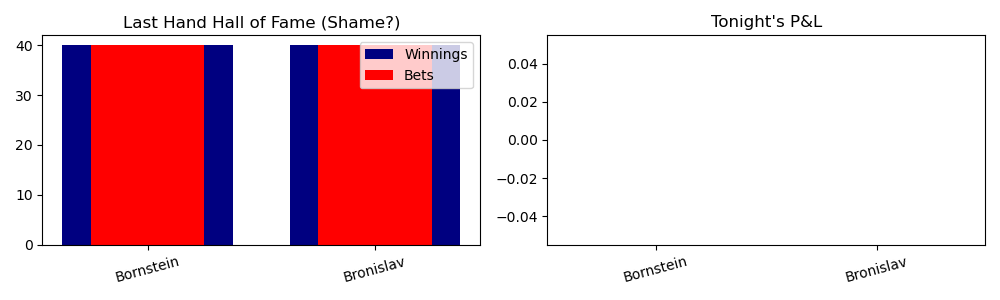 Last Hand Hall of Fame (Shame?)
40
30
20
10
0
Winnings
Bets
Bornstein
Bronislav
Tonight's P&L
0.04
0.02
0.00
−0.02
−0.04
Bornstein
Bronislav